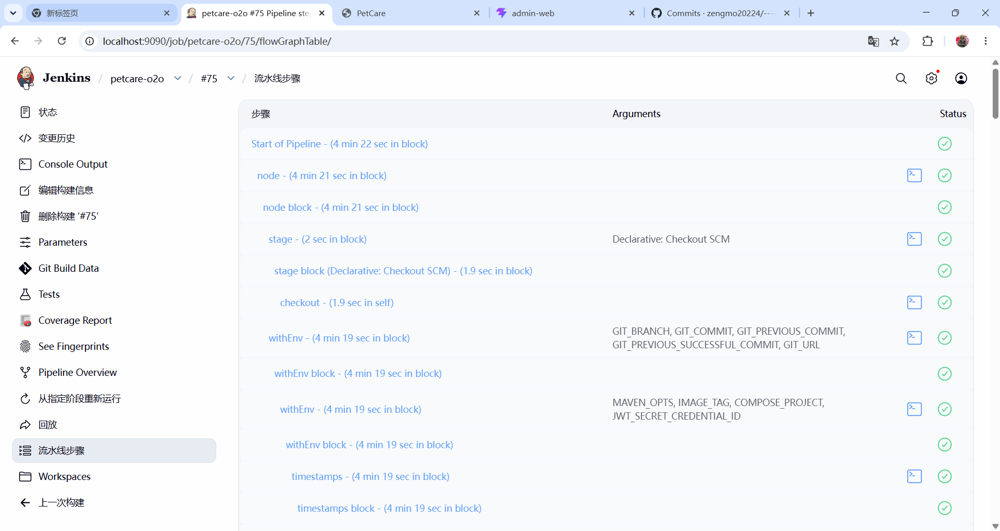 新标签页
petcare-o2o #75 Pipeline ste
PetCare
admin-web
Commits · zengmo20224/----
localhost:9090/job/petcare-o2o/75/flowGraphTable/
Jenkins / petcare-o2o / #75 / 流水线步骤
状态
变更历史
Console Output
编辑构建信息
删除构建 ‘#75’
Parameters
Git Build Data
Tests
Coverage Report
See Fingerprints
Pipeline Overview
从指定阶段重新运行
回放
流水线步骤
Workspaces
上一次构建
步骤 Arguments Status
Start of Pipeline - (4 min 22 sec in block)
node - (4 min 21 sec in block)
node block - (4 min 21 sec in block)
stage - (2 sec in block) Declarative: Checkout SCM
stage block (Declarative: Checkout SCM) - (1.9 sec in block)
checkout - (1.9 sec in self)
withEnv - (4 min 19 sec in block) GIT_BRANCH, GIT_COMMIT, GIT_PREVIOUS_COMMIT,
GIT_PREVIOUS_SUCCESSFUL_COMMIT, GIT_URL
withEnv block - (4 min 19 sec in block)
withEnv - (4 min 19 sec in block) MAVEN_OPTS, IMAGE_TAG, COMPOSE_PROJECT,
JWT_SECRET_CREDENTIAL_ID
withEnv block - (4 min 19 sec in block)
timestamps - (4 min 19 sec in block)
timestamps block - (4 min 19 sec in block)